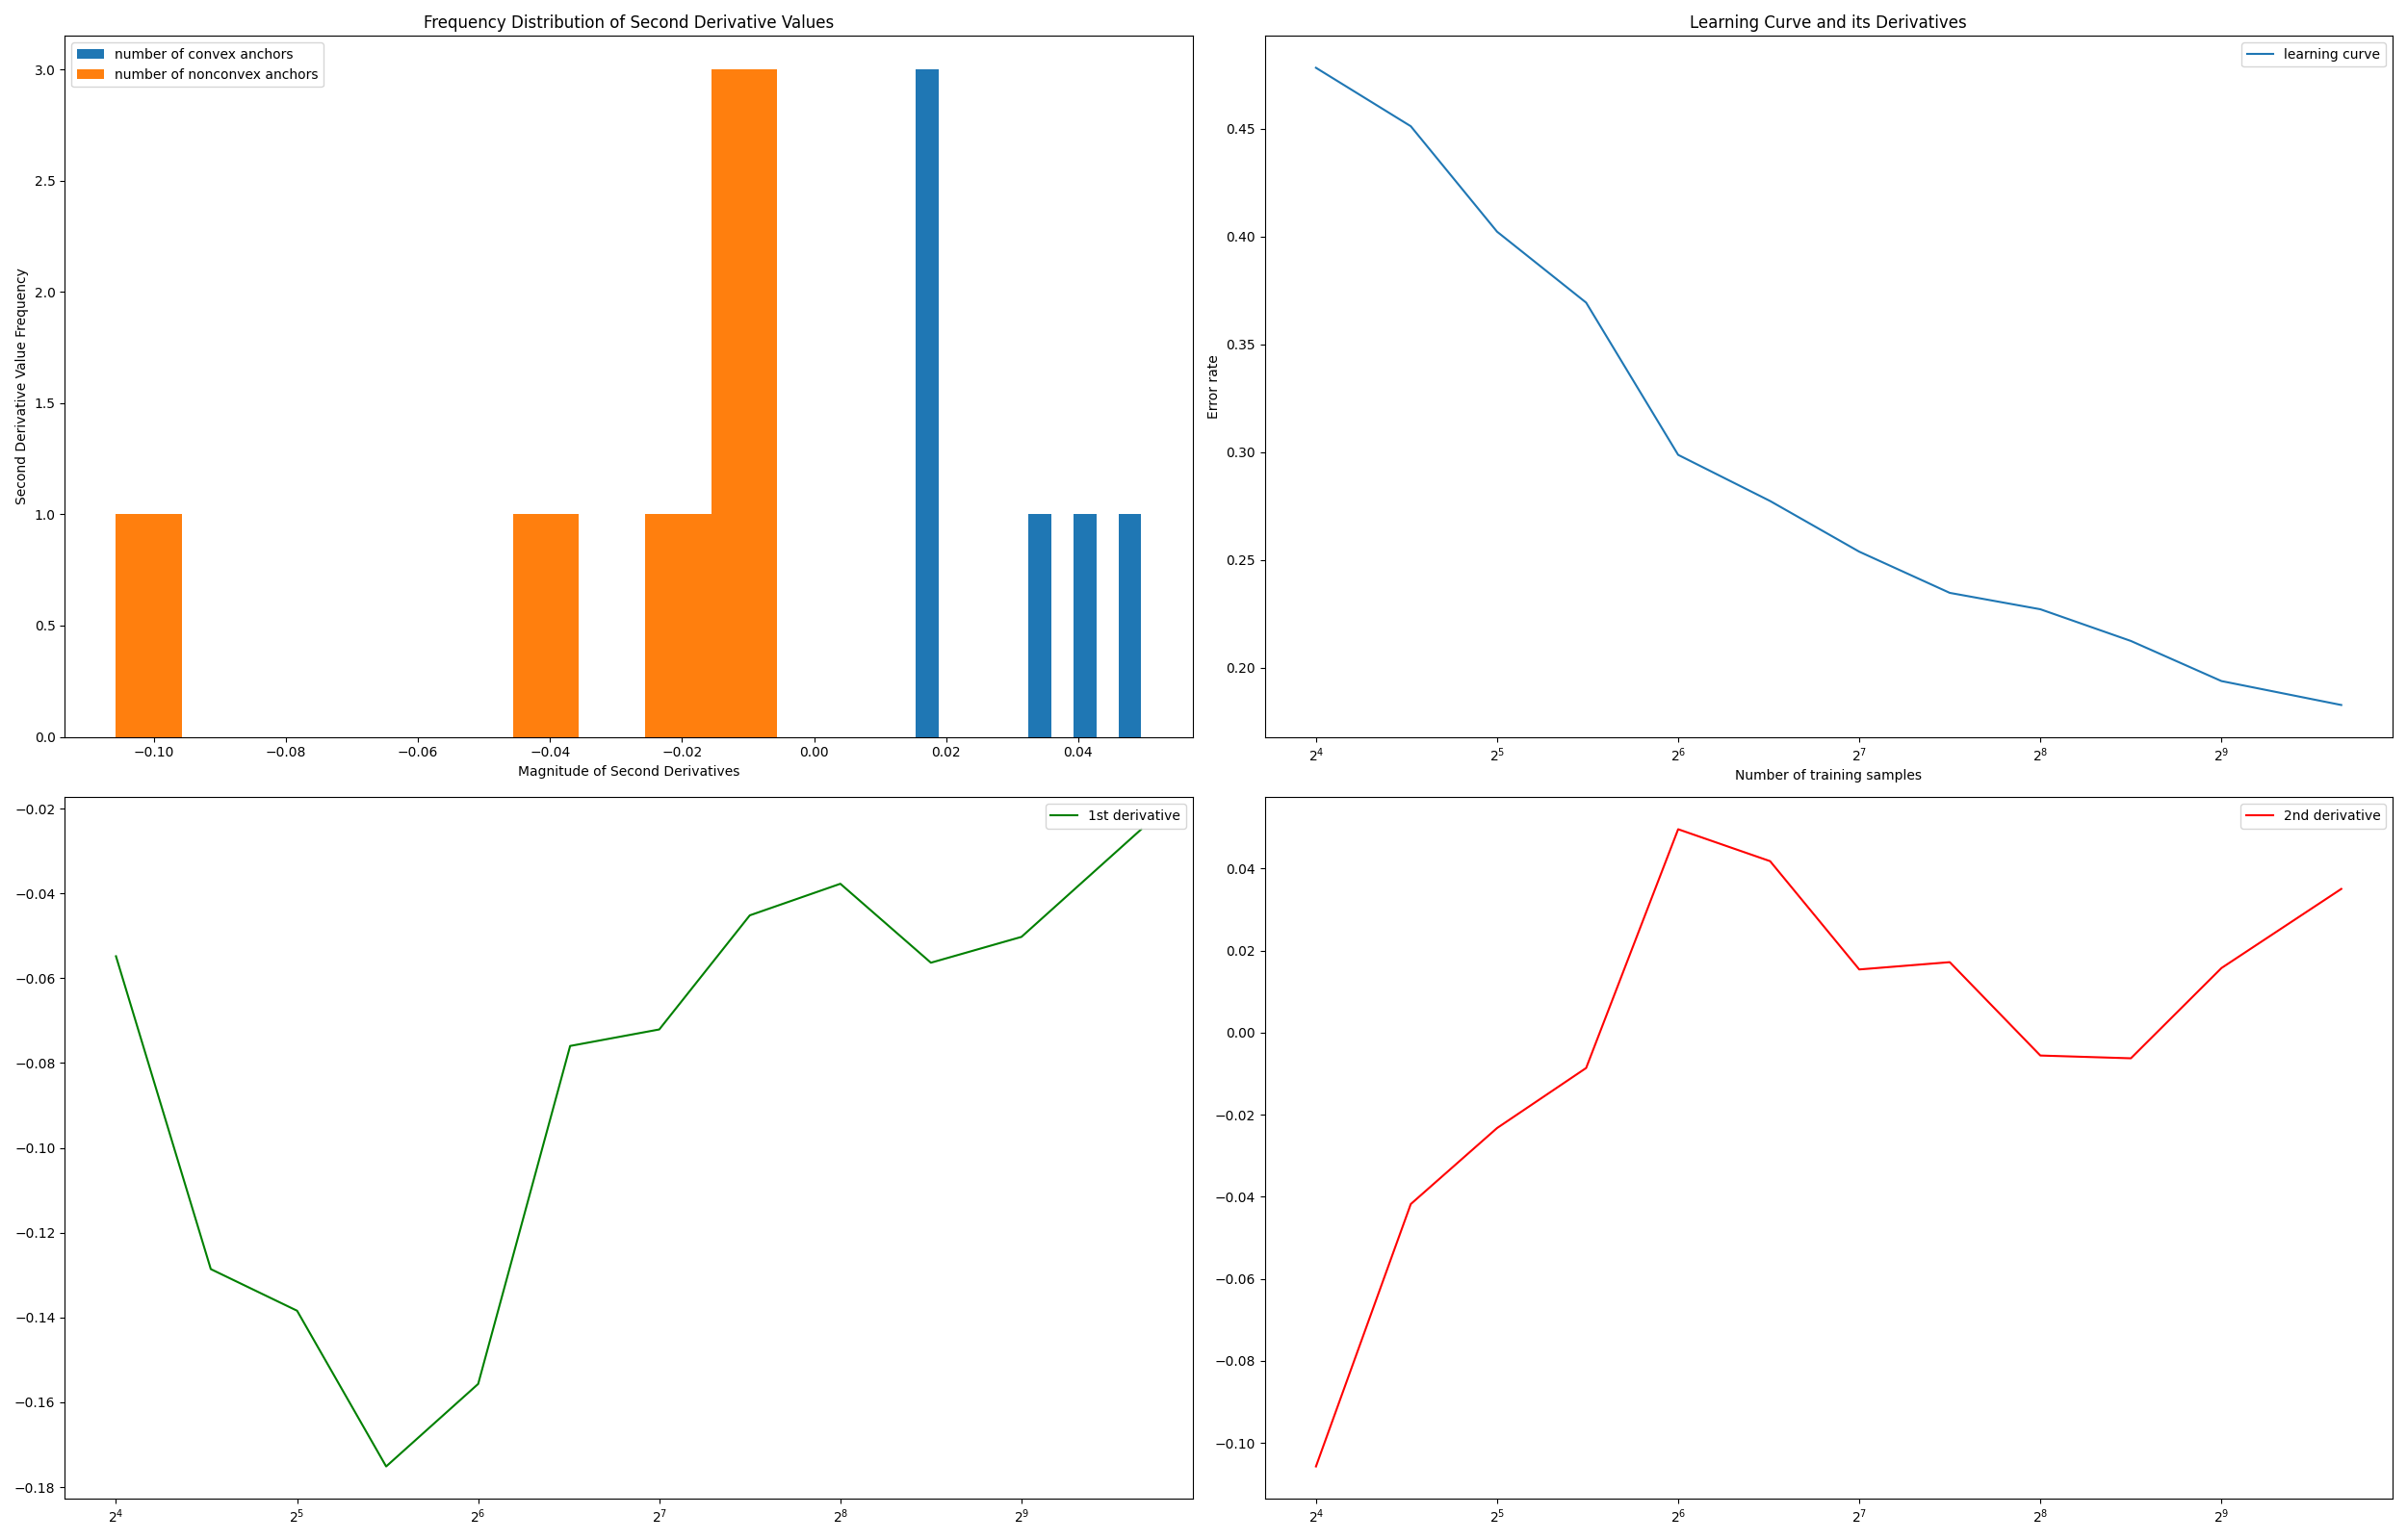 Frequency Distribution of Second Derivative Values
number of convex anchors
number of nonconvex anchors
Second Derivative Value Frequency
3.0
2.5
2.0
1.5
1.0
0.5
0.0
−0.10 −0.08 −0.06 −0.04 −0.02 0.00 0.02 0.04
Magnitude of Second Derivatives
Learning Curve and its Derivatives
learning curve
Error rate
0.45
0.40
0.35
0.30
0.25
0.20
2⁴ 2⁵ 2⁶ 2⁷ 2⁸ 2⁹
Number of training samples
1st derivative
−0.02
−0.04
−0.06
−0.08
−0.10
−0.12
−0.14
−0.16
−0.18
2⁴ 2⁵ 2⁶ 2⁷ 2⁸ 2⁹
2nd derivative
0.04
0.02
0.00
−0.02
−0.04
−0.06
−0.08
−0.10
2⁴ 2⁵ 2⁶ 2⁷ 2⁸ 2⁹